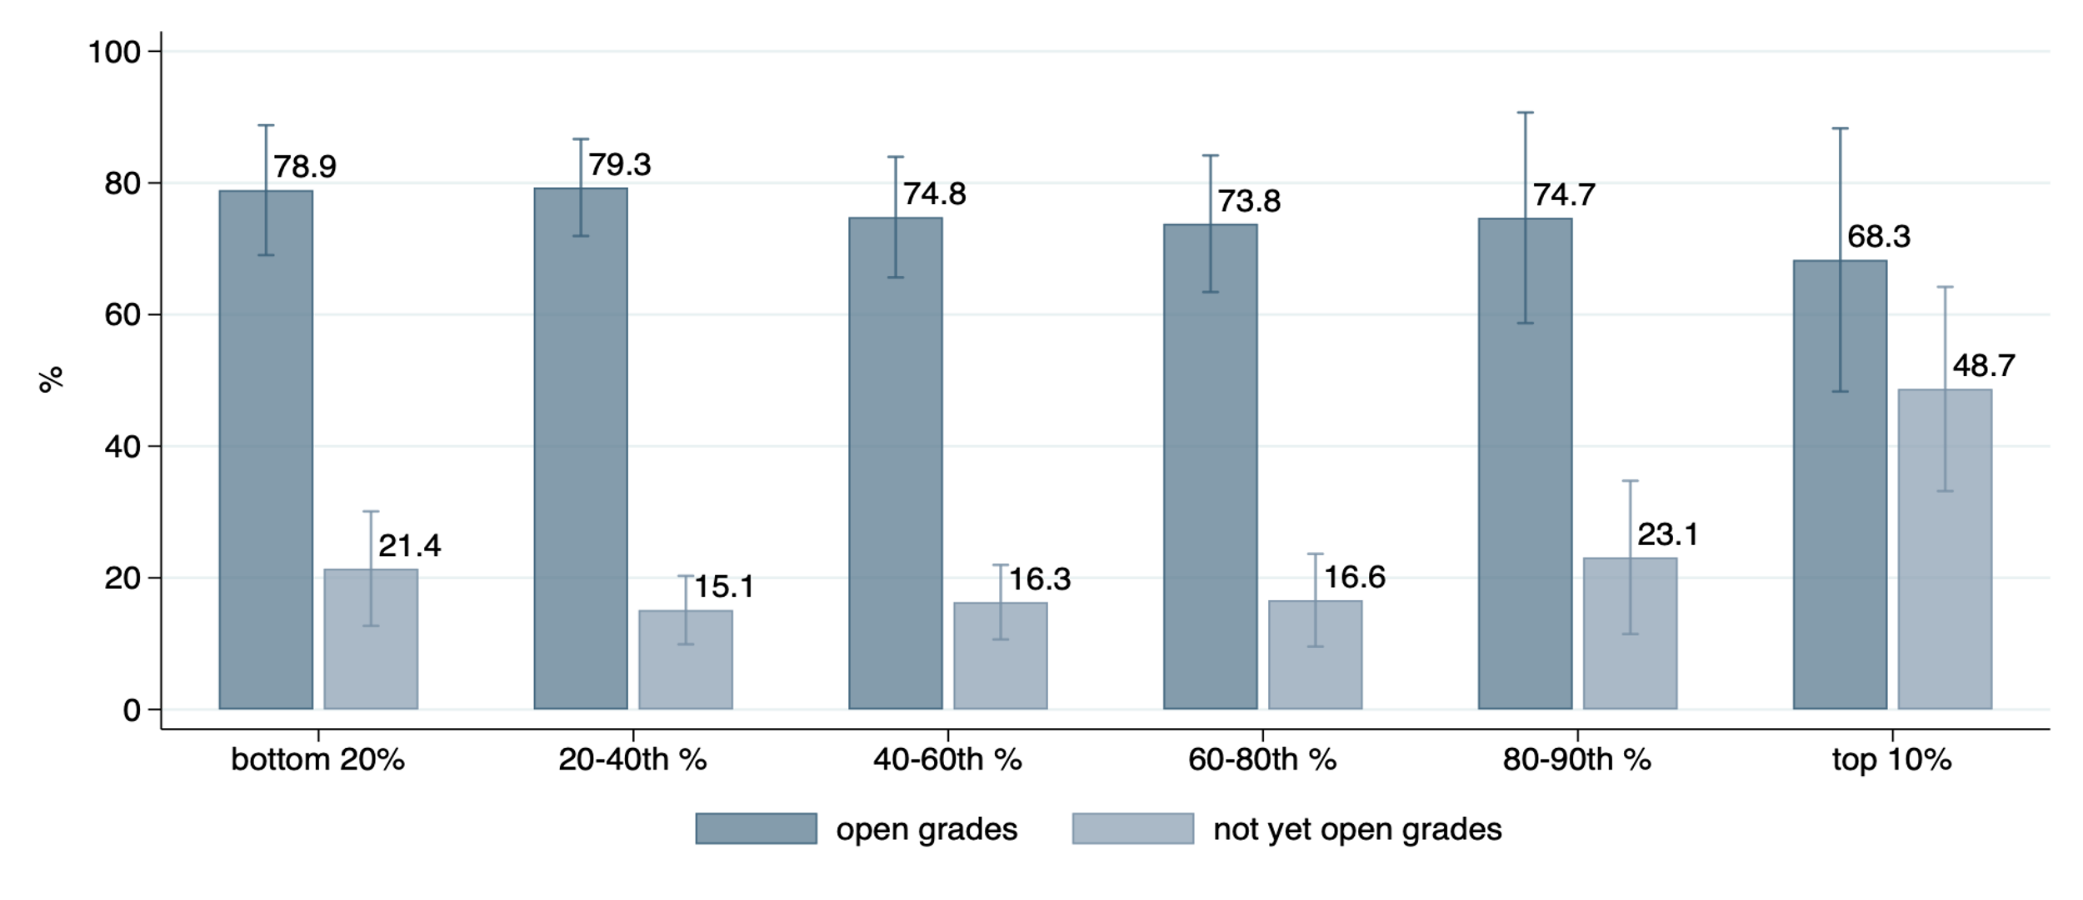 100
80
60
40
20
0
%
78.9
21.4
79.3
15.1
74.8
16.3
73.8
16.6
74.7
23.1
68.3
48.7
bottom 20%
20-40th %
40-60th %
60-80th %
80-90th %
top 10%
open grades
not yet open grades